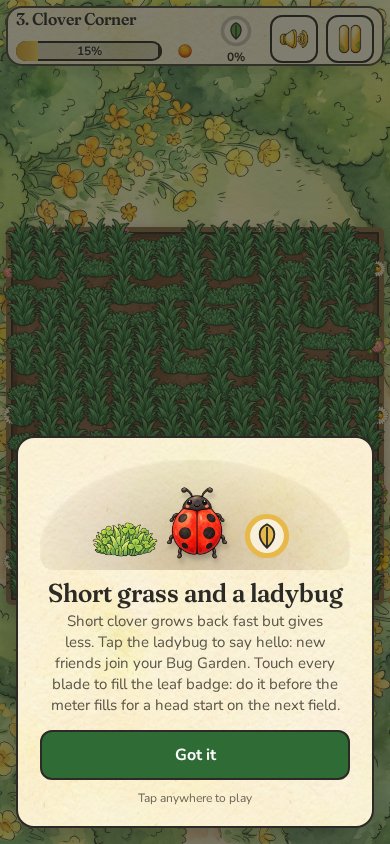 3. Clover Corner
15%
0%
Short grass and a ladybug
Short clover grows back fast but gives
less. Tap the ladybug to say hello: new
friends join your Bug Garden. Touch every
blade to fill the leaf badge: do it before the
meter fills for a head start on the next field.
Got it
Tap anywhere to play